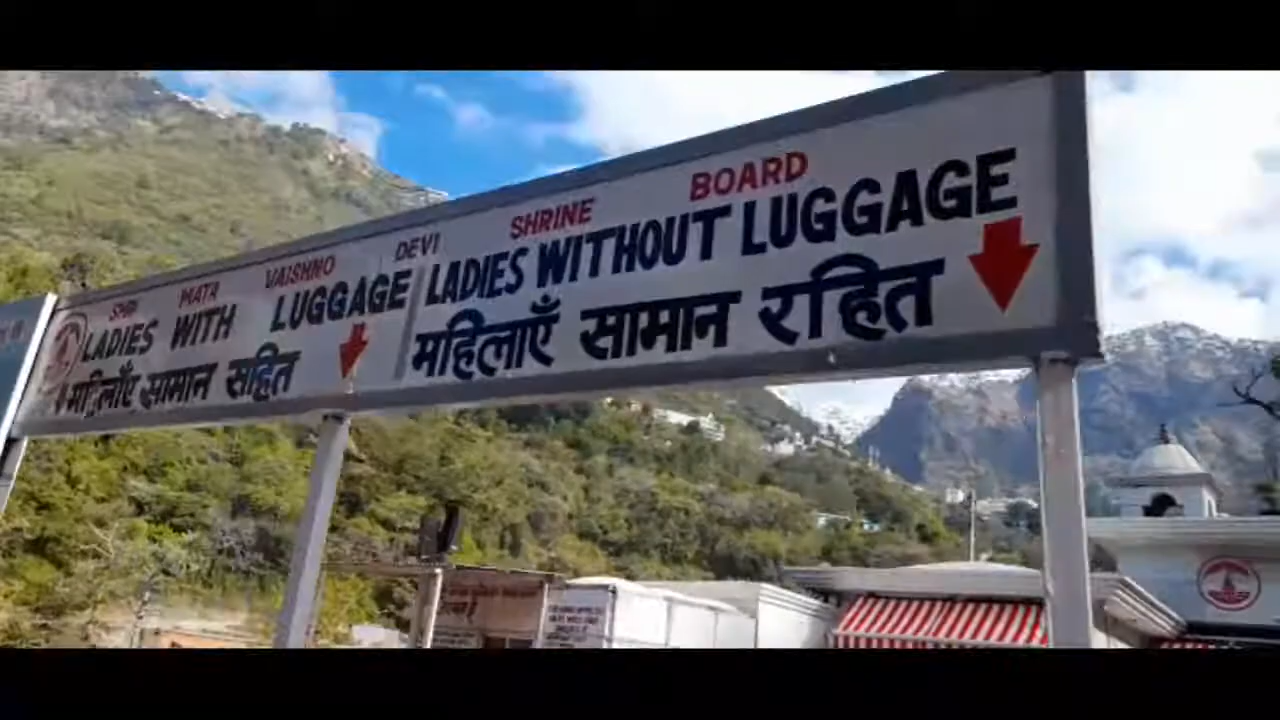 SHRI MATA VAISHNO DEVI SHRINE BOARD
LADIES WITH LUGGAGE
महिलाएँ सामान सहित
LADIES WITHOUT LUGGAGE
महिलाएँ सामान रहित